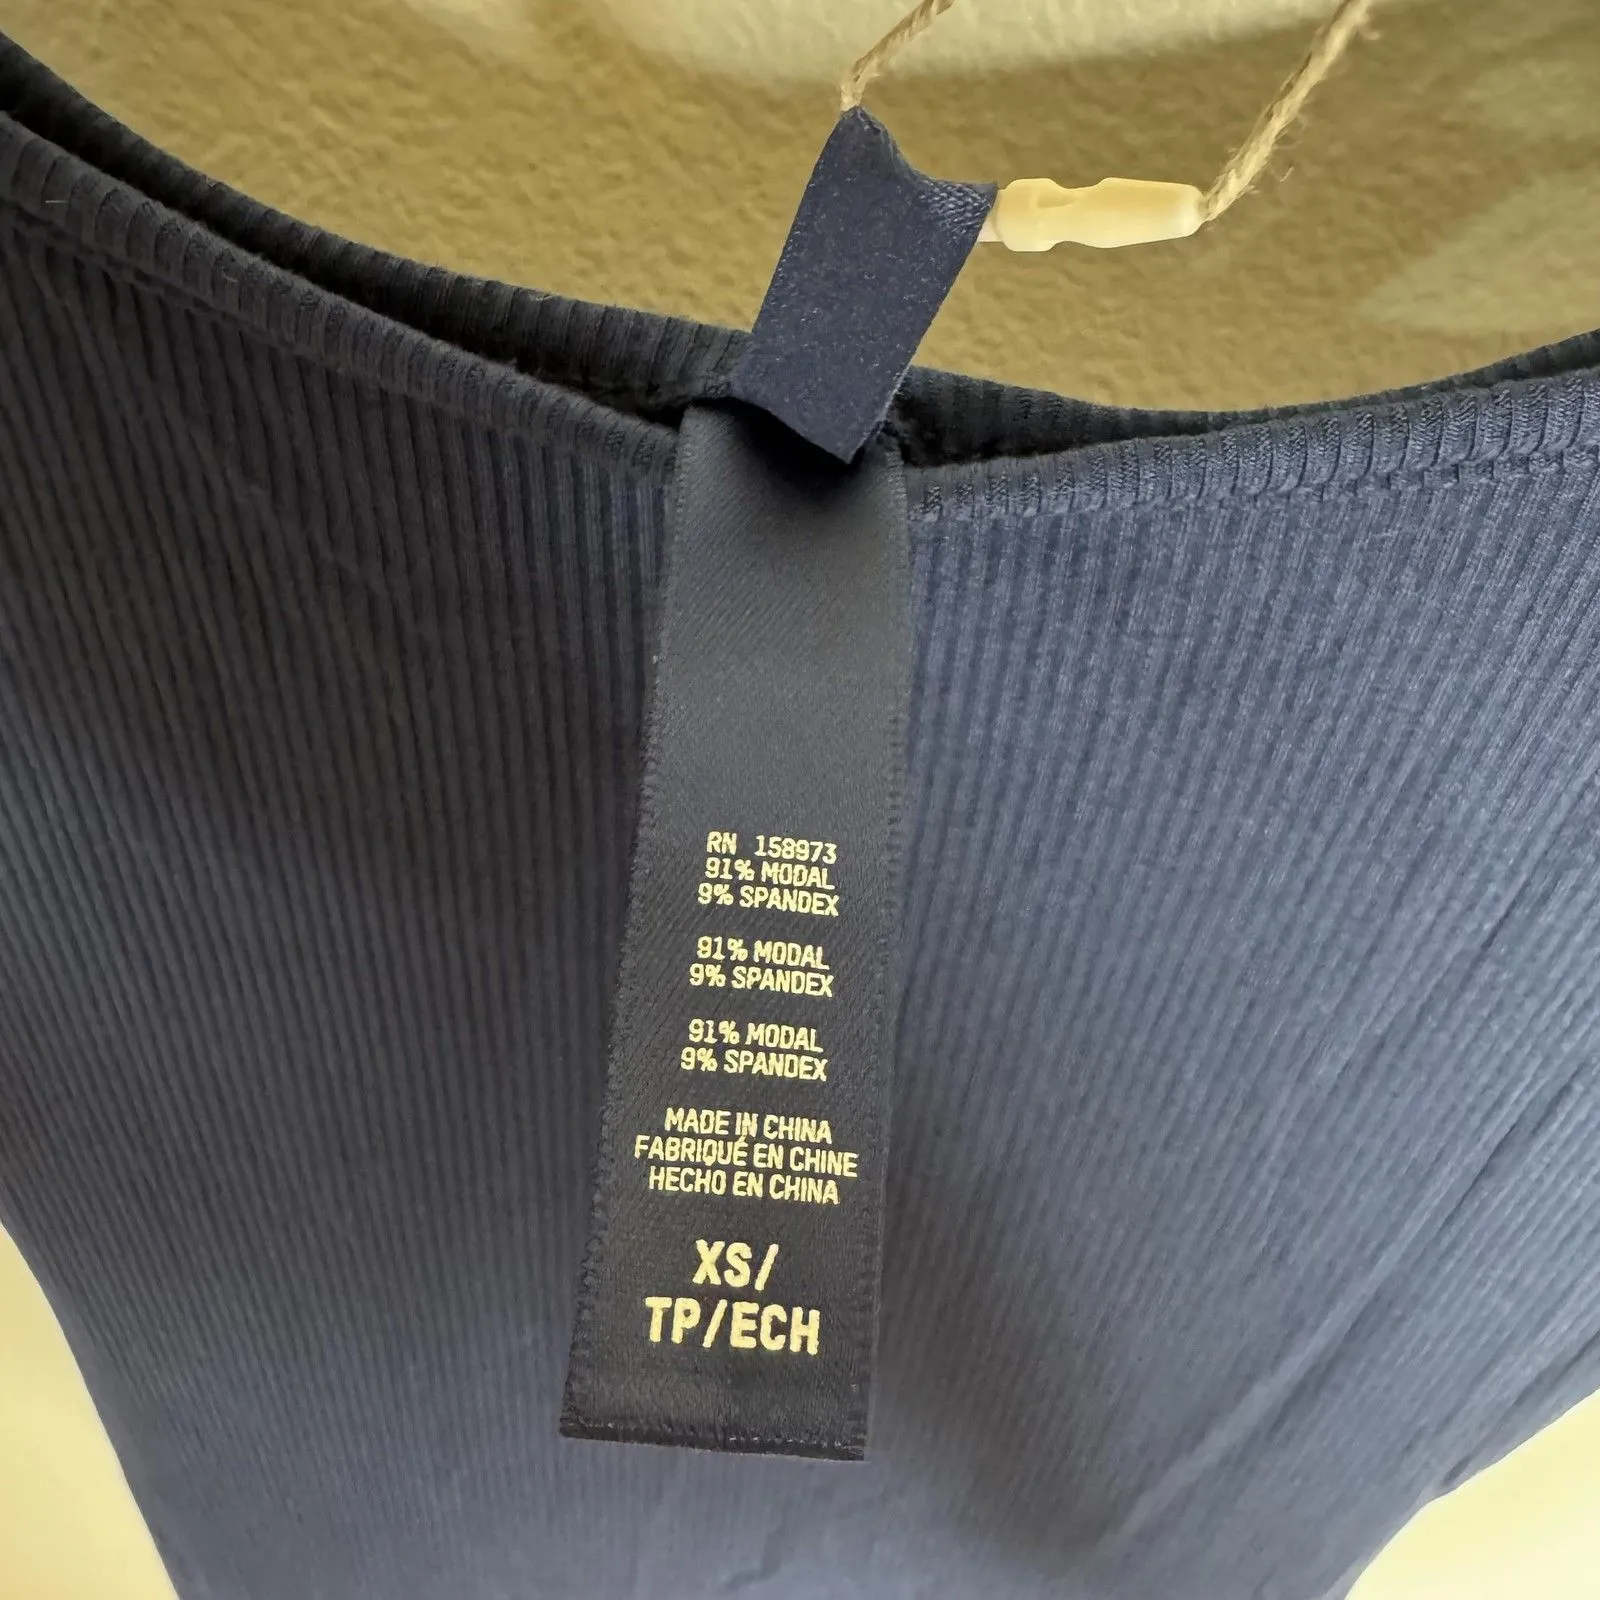 RN 158973
91% MODAL
9% SPANDEX
91% MODAL
9% SPANDEX
91% MODAL
9% SPANDEX
MADE IN CHINA
FABRIQUÉ EN CHINE
HECHO EN CHINA
XS/
TP/ECH